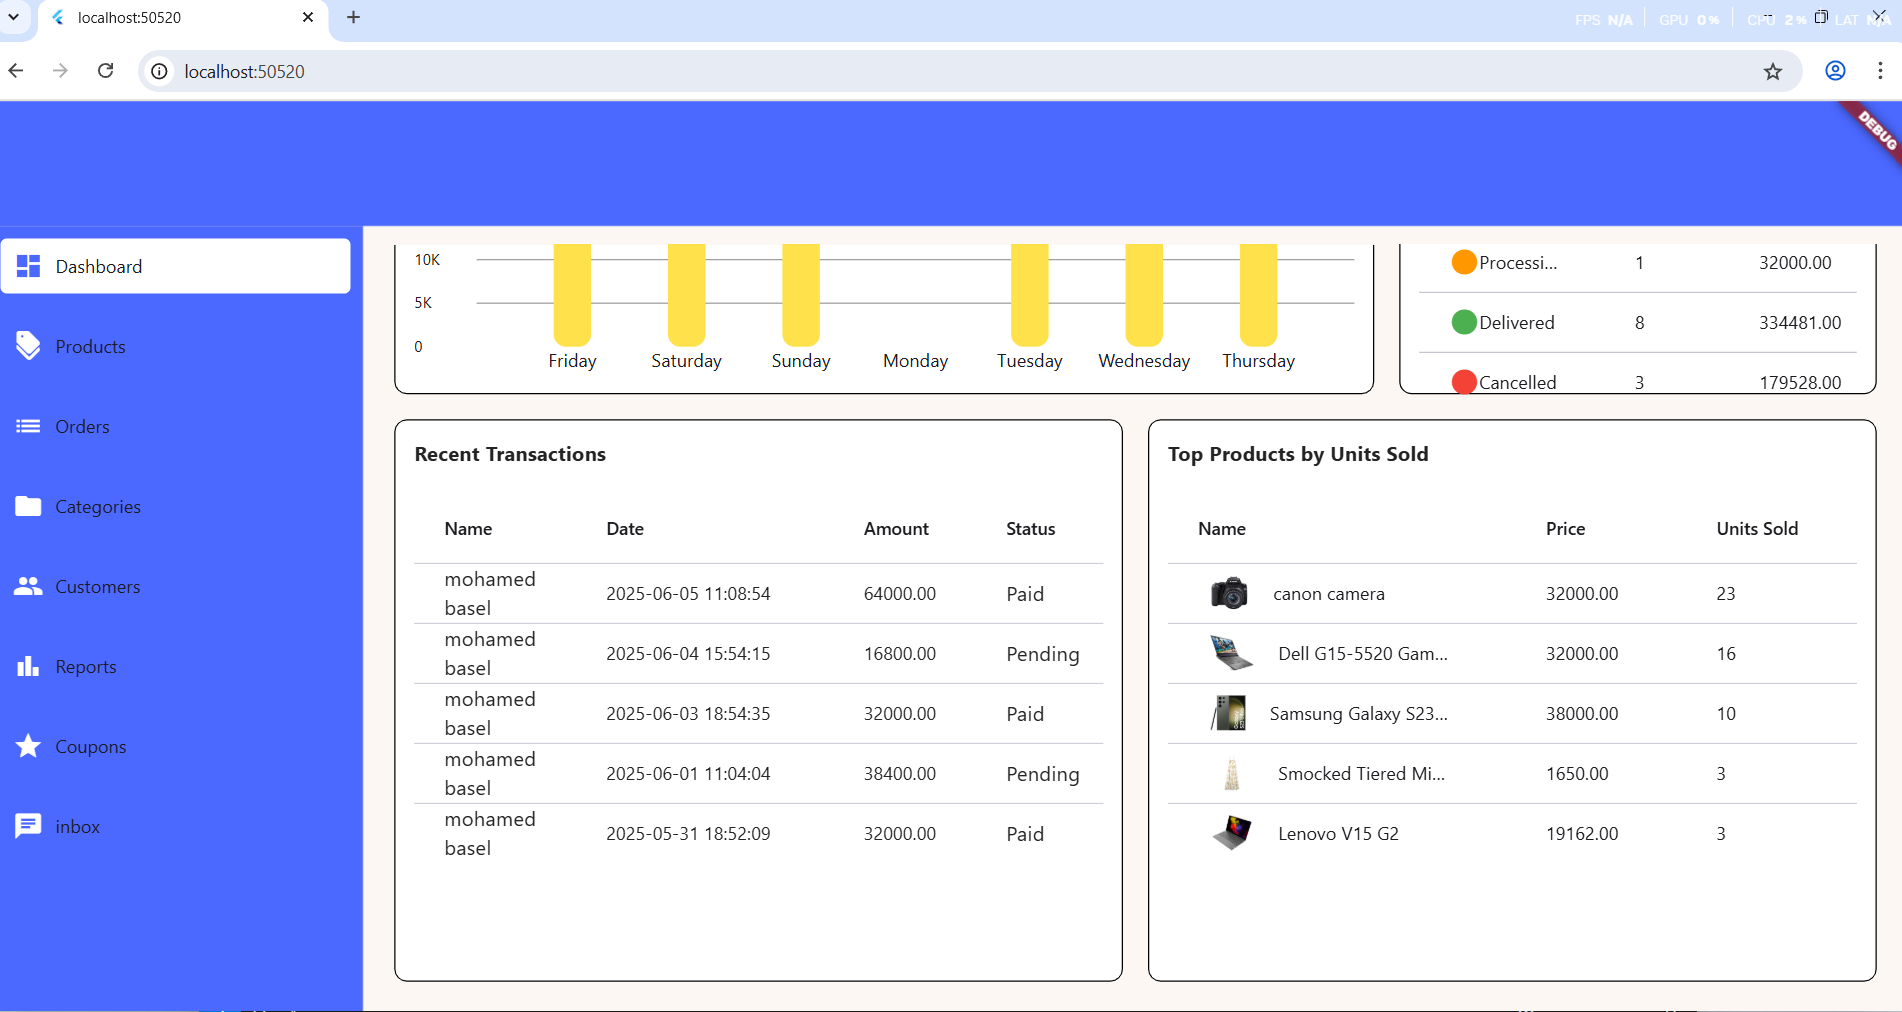 localhost:50520
FPS N/A GPU 0% CPU 2% LAT N/A
localhost:50520
DEBUG
Dashboard
Products
Orders
Categories
Customers
Reports
Coupons
inbox
10K
5K
0
Friday Saturday Sunday Monday Tuesday Wednesday Thursday
Processi... 1 32000.00
Delivered 8 334481.00
Cancelled 3 179528.00
Recent Transactions
Name Date Amount Status
mohamed
basel 2025-06-05 11:08:54 64000.00 Paid
mohamed
basel 2025-06-04 15:54:15 16800.00 Pending
mohamed
basel 2025-06-03 18:54:35 32000.00 Paid
mohamed
basel 2025-06-01 11:04:04 38400.00 Pending
mohamed
basel 2025-05-31 18:52:09 32000.00 Paid
Top Products by Units Sold
Name Price Units Sold
canon camera 32000.00 23
Dell G15-5520 Gam... 32000.00 16
Samsung Galaxy S23... 38000.00 10
Smocked Tiered Mi... 1650.00 3
Lenovo V15 G2 19162.00 3